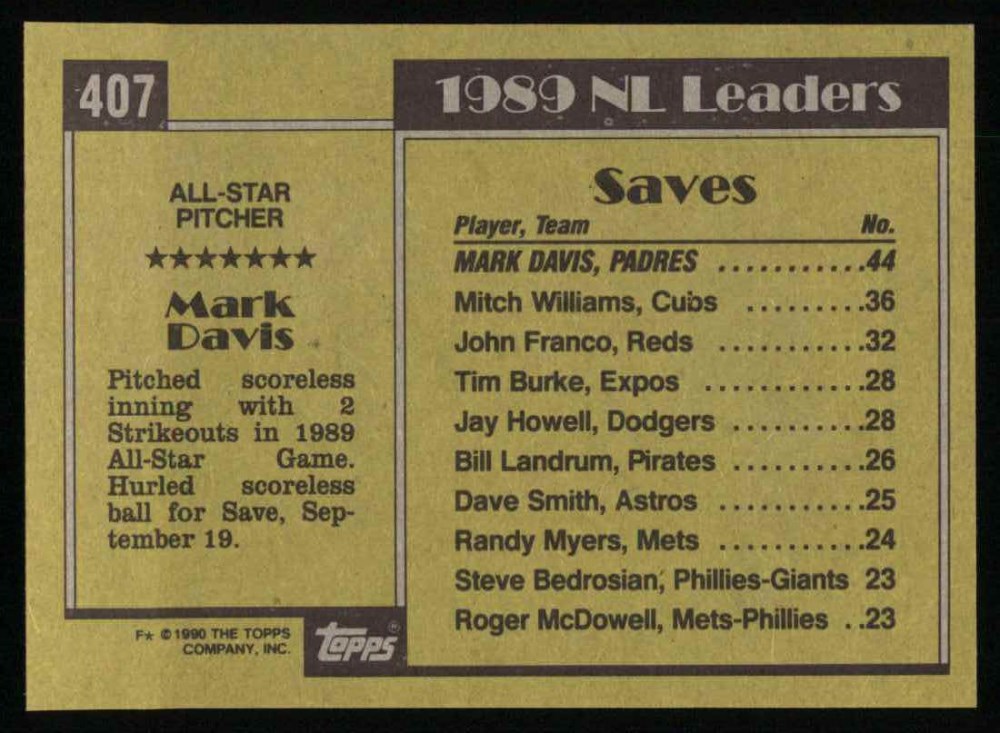 407
ALL-STAR
PITCHER
★★★★★★★
Mark
Davis
Pitched scoreless
inning with 2
Strikeouts in 1989
All-Star Game.
Hurled scoreless
ball for Save, Sep-
tember 19.
F★ © 1990 THE TOPPS
COMPANY, INC.
topps®
1989 NL Leaders
Saves
Player, Team No.
MARK DAVIS, PADRES ...........44
Mitch Williams, Cubs .........36
John Franco, Reds ...........32
Tim Burke, Expos ............28
Jay Howell, Dodgers ..........28
Bill Landrum, Pirates ..........26
Dave Smith, Astros ...........25
Randy Myers, Mets ...........24
Steve Bedrosian, Phillies-Giants 23
Roger McDowell, Mets-Phillies ..23